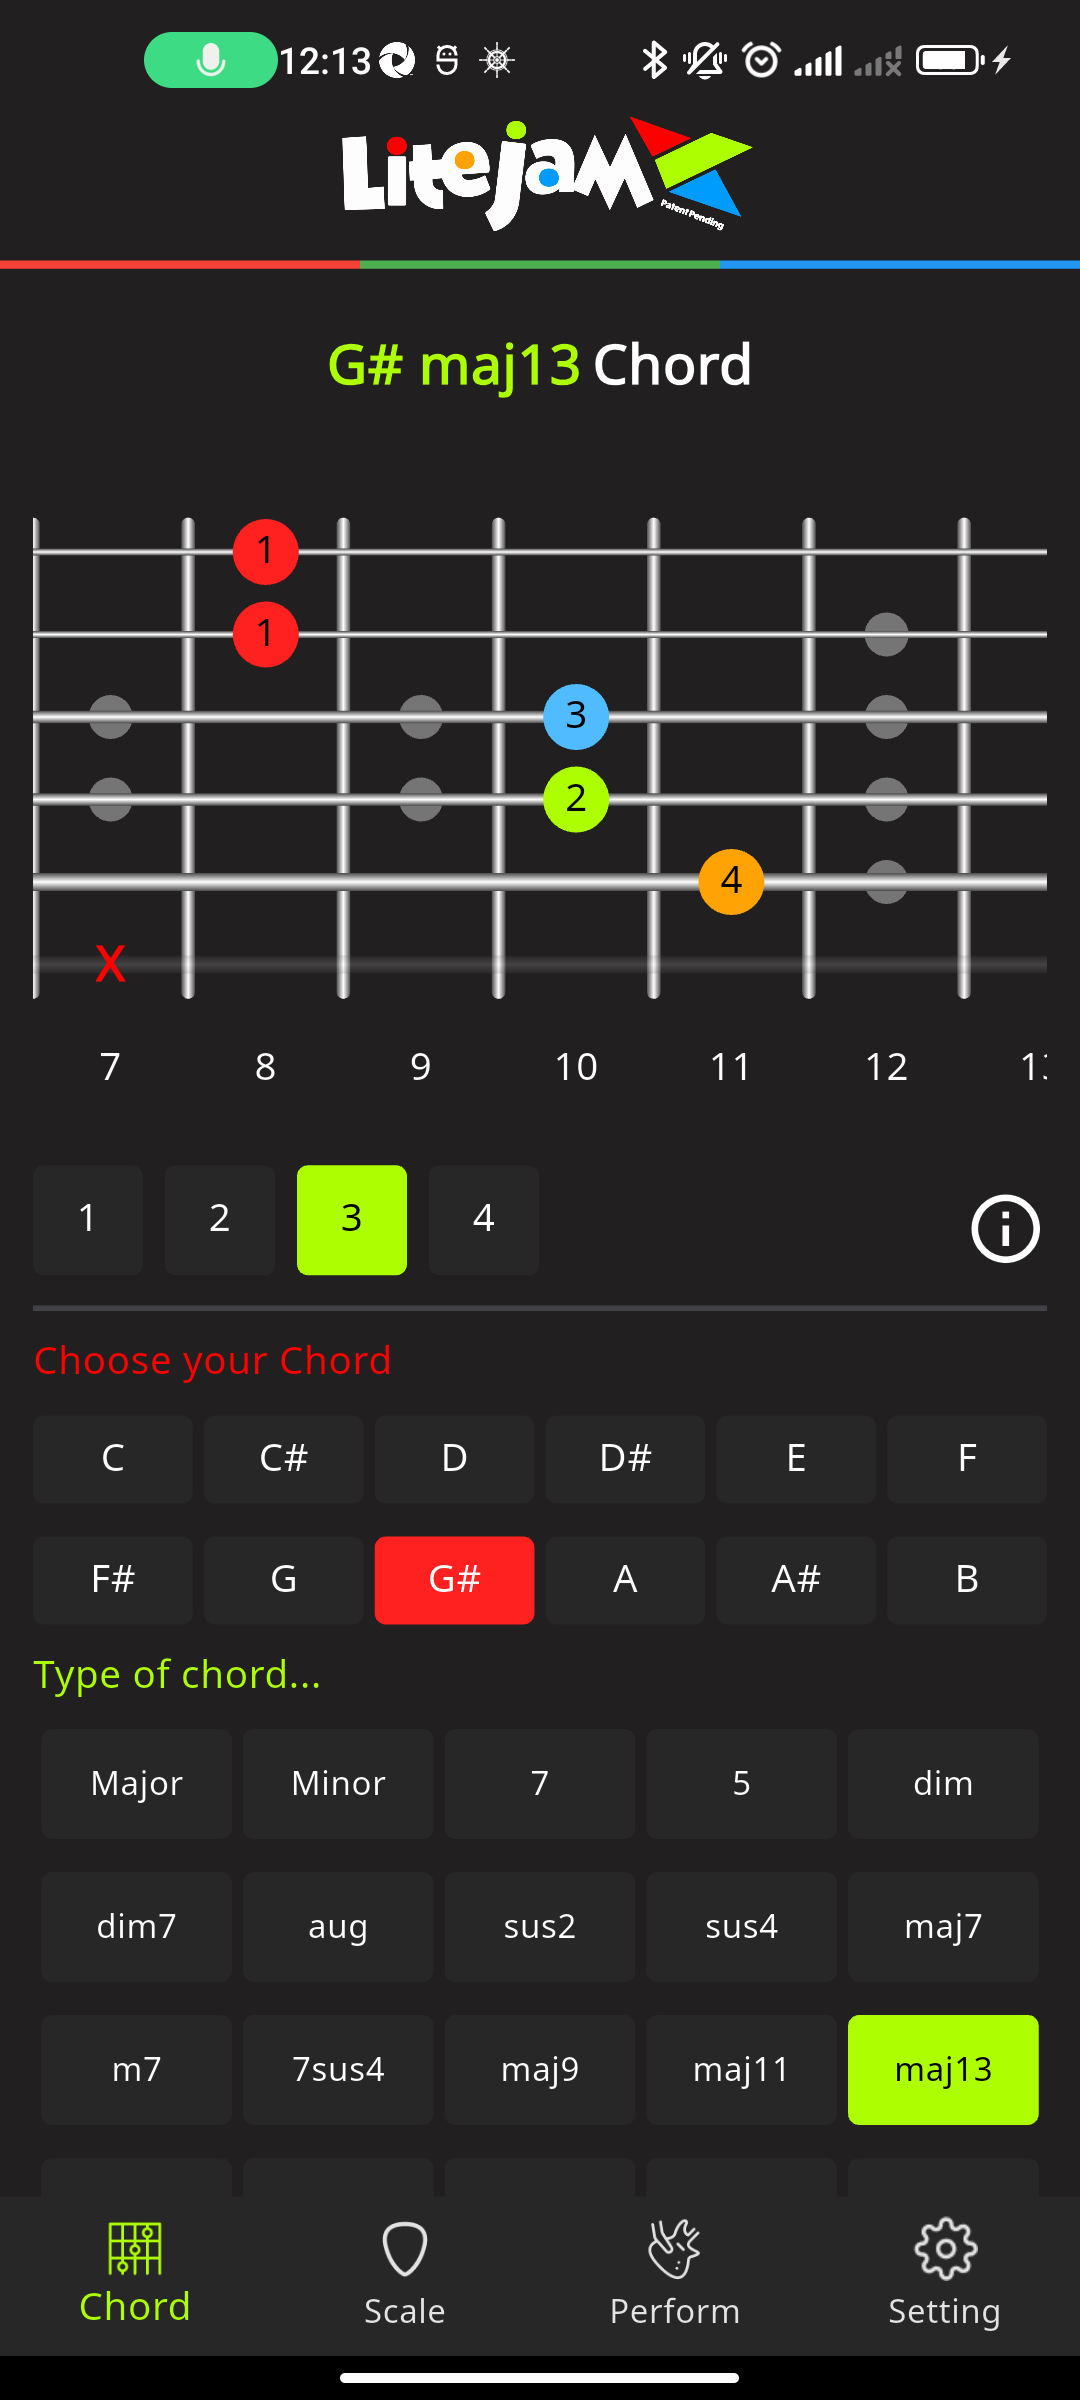 12:13
Litejam
Patent Pending
G# maj13 Chord
1
1
3
2
4
X
7 8 9 10 11 12
1 2 3 4
Choose your Chord
C C# D D# E F
F# G G# A A# B
Type of chord...
Major Minor 7 5 dim
dim7 aug sus2 sus4 maj7
m7 7sus4 maj9 maj11 maj13
Chord Scale Perform Setting